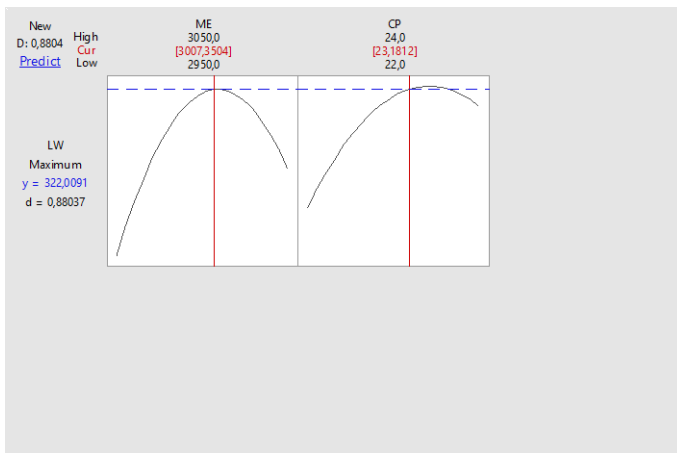 New
D: 0,8804
Predict
High
Cur
Low
ME
3050,0
[3007,3504]
2950,0
CP
24,0
[23,1812]
22,0
LW
Maximum
y = 322,0091
d = 0,88037